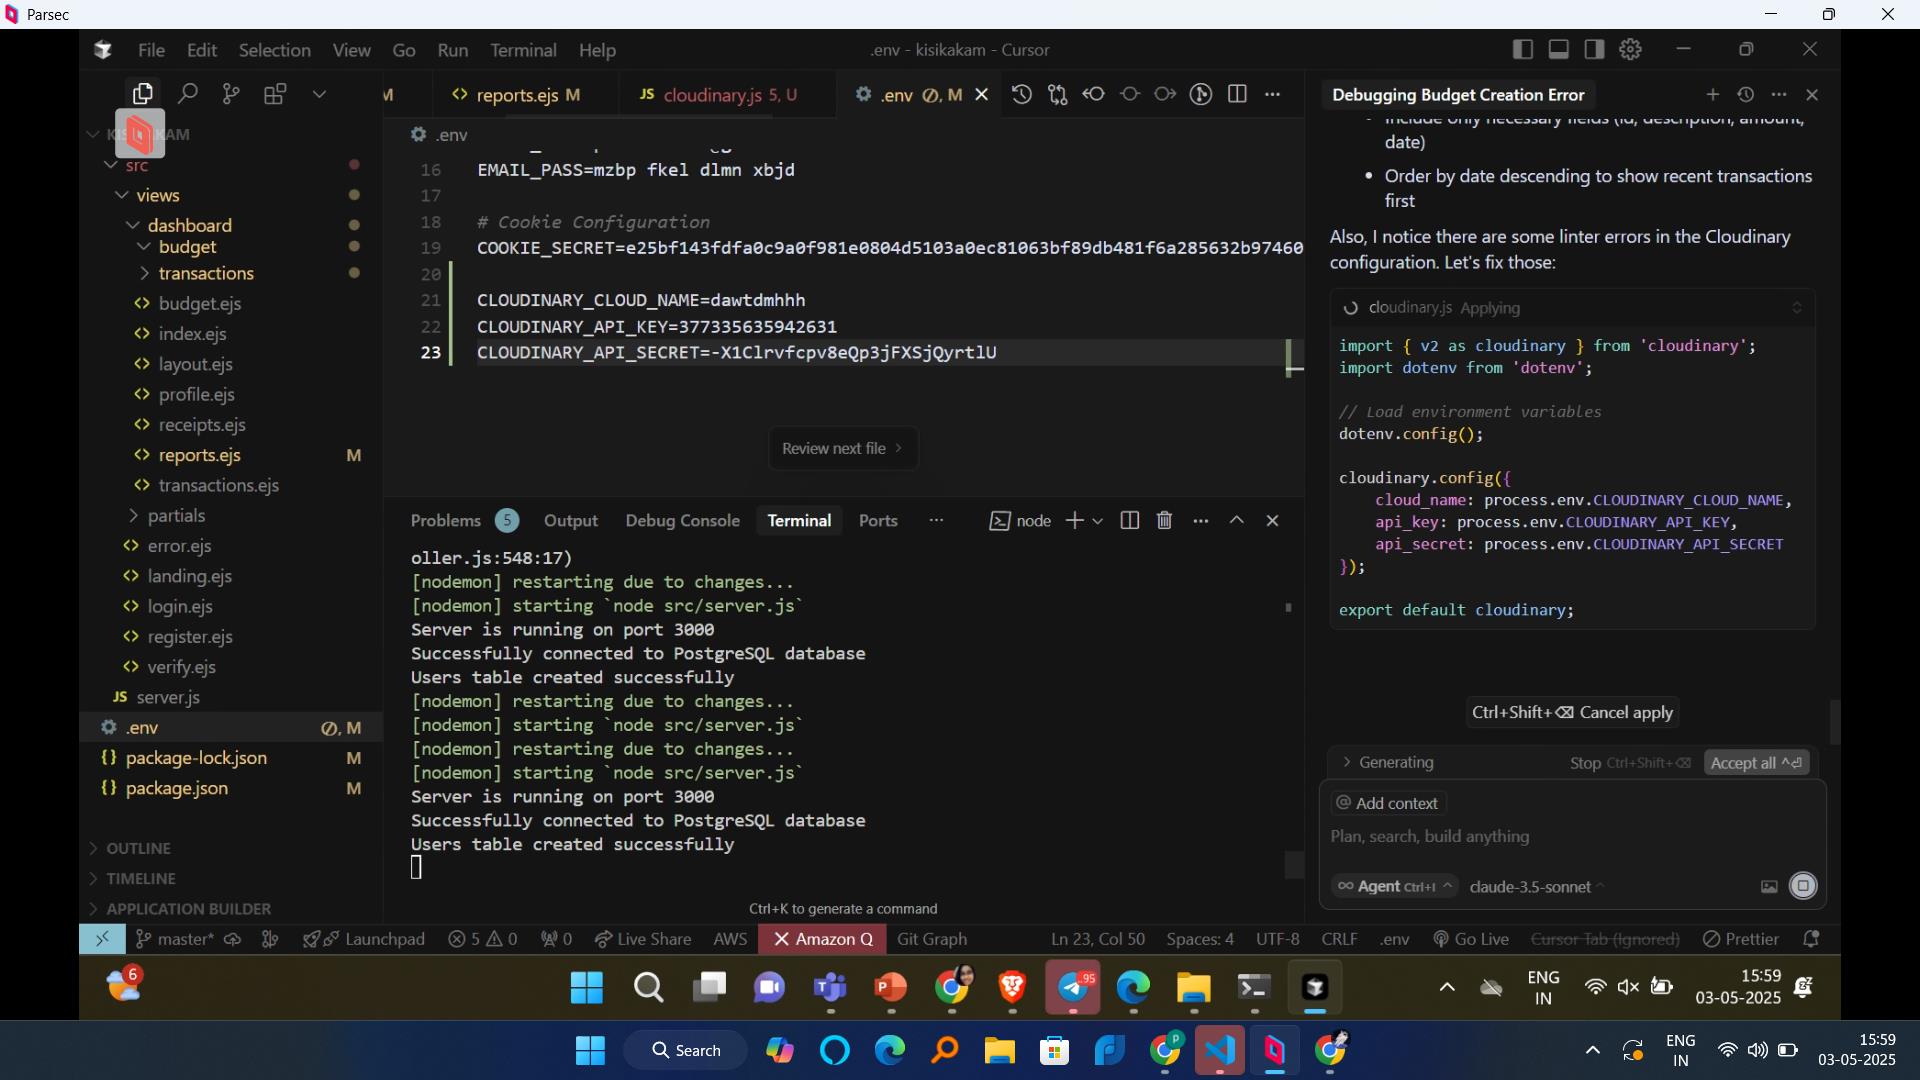 Parsec
File Edit Selection View Go Run Terminal Help
.env - kisikakam - Cursor
M
reports.ejs M
JS cloudinary.js 5, U
.env M
KISIKAKAM
src
views
dashboard
budget
transactions
budget.ejs
index.ejs
layout.ejs
profile.ejs
receipts.ejs
reports.ejs M
transactions.ejs
partials
error.ejs
landing.ejs
login.ejs
register.ejs
verify.ejs
JS server.js
.env , M
{} package-lock.json M
{} package.json M
OUTLINE
TIMELINE
APPLICATION BUILDER
.env
16 EMAIL_PASS=mzbp fkel dlmn xbjd
17
18 # Cookie Configuration
19 COOKIE_SECRET=e25bf143fdfa0c9a0f981e0804d5103a0ec81063bf89db481f6a285632b97460
20
21 CLOUDINARY_CLOUD_NAME=dawtdmhhh
22 CLOUDINARY_API_KEY=377335635942631
23 CLOUDINARY_API_SECRET=-X1Clrvfcpv8eQp3jFXSjQyrtlU
Review next file
Problems 5 Output Debug Console Terminal Ports ··· node
oller.js:548:17)
[nodemon] restarting due to changes...
[nodemon] starting `node src/server.js`
Server is running on port 3000
Successfully connected to PostgreSQL database
Users table created successfully
[nodemon] restarting due to changes...
[nodemon] starting `node src/server.js`
[nodemon] restarting due to changes...
[nodemon] starting `node src/server.js`
Server is running on port 3000
Successfully connected to PostgreSQL database
Users table created successfully
Ctrl+K to generate a command
Debugging Budget Creation Error
• Include only necessary fields (id, description, amount,
date)
• Order by date descending to show recent transactions
first
Also, I notice there are some linter errors in the Cloudinary
configuration. Let's fix those:
cloudinary.js Applying
import { v2 as cloudinary } from 'cloudinary';
import dotenv from 'dotenv';
// Load environment variables
dotenv.config();
cloudinary.config({
cloud_name: process.env.CLOUDINARY_CLOUD_NAME,
api_key: process.env.CLOUDINARY_API_KEY,
api_secret: process.env.CLOUDINARY_API_SECRET
});
export default cloudinary;
Ctrl+Shift+⌫ Cancel apply
Generating Stop Ctrl+Shift+⌫ Accept all ^⏎
@ Add context
Plan, search, build anything
∞ Agent Ctrl+I claude-3.5-sonnet
master* Launchpad 5 0 0 Live Share AWS Amazon Q Git Graph Ln 23, Col 50 Spaces: 4 UTF-8 CRLF .env Go Live Cursor Tab (Ignored) Prettier
6
.95
ENG
IN
15:59
03-05-2025
Search
P
ENG
IN
15:59
03-05-2025